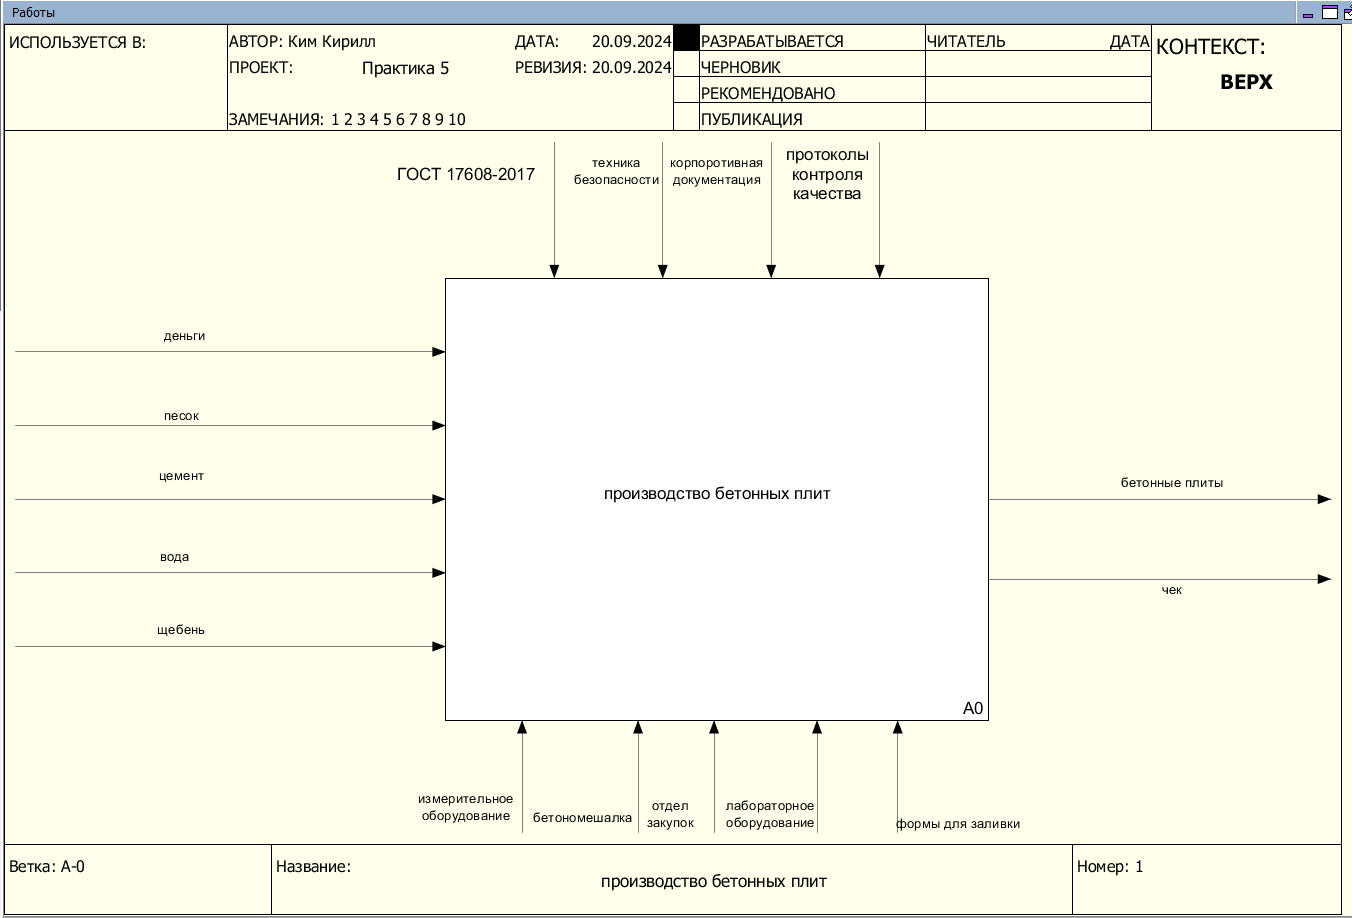 Работы
ИСПОЛЬЗУЕТСЯ В:
АВТОР: Ким Кирилл
ДАТА: 20.09.2024
ПРОЕКТ: Практика 5
РЕВИЗИЯ: 20.09.2024
ЗАМЕЧАНИЯ: 1 2 3 4 5 6 7 8 9 10
РАЗРАБАТЫВАЕТСЯ
ЧЕРНОВИК
РЕКОМЕНДОВАНО
ПУБЛИКАЦИЯ
ЧИТАТЕЛЬ
ДАТА
КОНТЕКСТ:
ВЕРХ
ГОСТ 17608-2017
техника
безопасности
корпоротивная
документация
протоколы
контроля
качества
деньги
песок
цемент
вода
щебень
производство бетонных плит
A0
бетонные плиты
чек
измерительное
оборудование
бетономешалка
отдел
закупок
лабораторное
оборудование
формы для заливки
Ветка: A-0
Название:
производство бетонных плит
Номер: 1